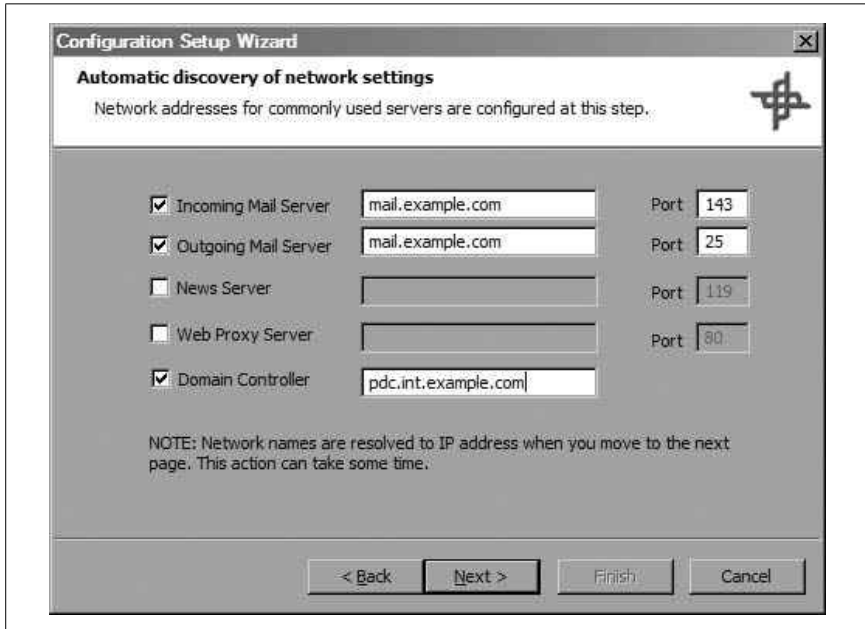 Configuration Setup Wizard
Automatic discovery of network settings
Network addresses for commonly used servers are configured at this step.
Incoming Mail Server mail.example.com Port 143
Outgoing Mail Server mail.example.com Port 25
News Server Port 119
Web Proxy Server Port 80
Domain Controller pdc.int.example.com
NOTE: Network names are resolved to IP address when you move to the next
page. This action can take some time.
< Back Next > Finish Cancel